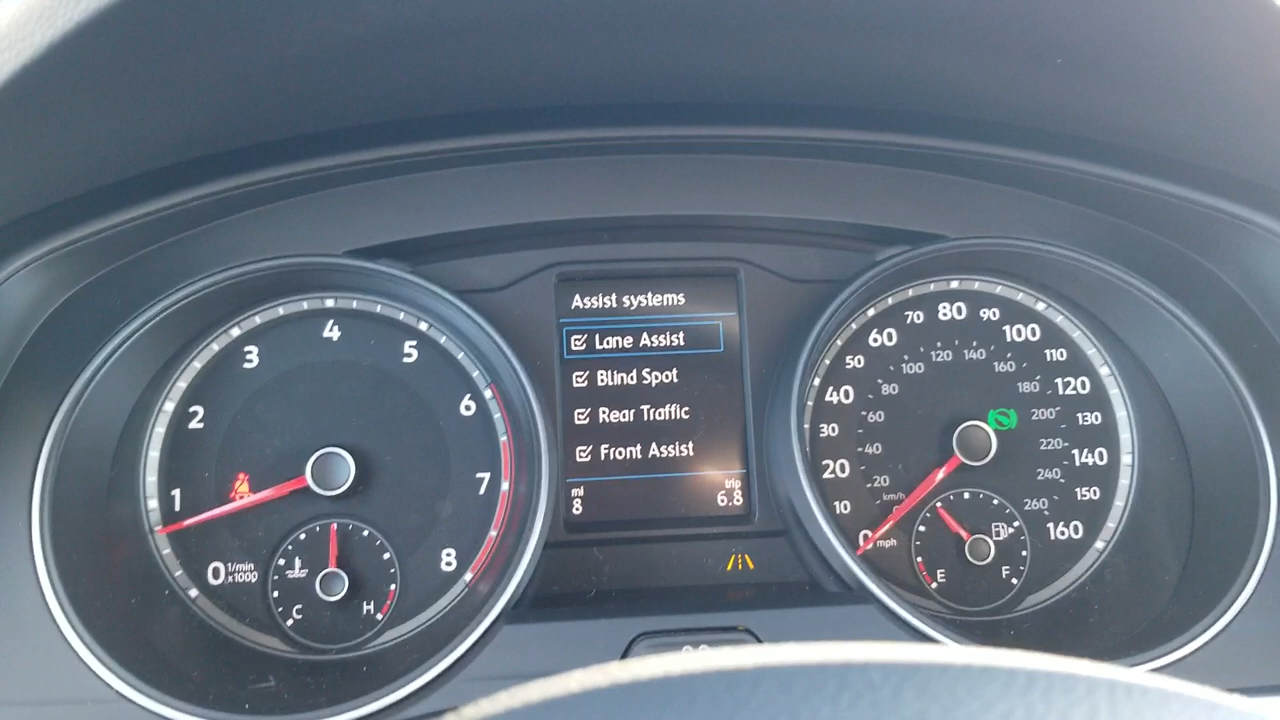 1
2
3
4
5
6
7
8
0
1/min
x1000
C
H
Assist systems
Lane Assist
Blind Spot
Rear Traffic
Front Assist
mi
8
trip
6.8
0
10
20
30
40
50
60
70
80
90
100
110
120
130
140
150
160
mph
20
40
60
80
100
120
140
160
180
200
220
240
260
km/h
E
F